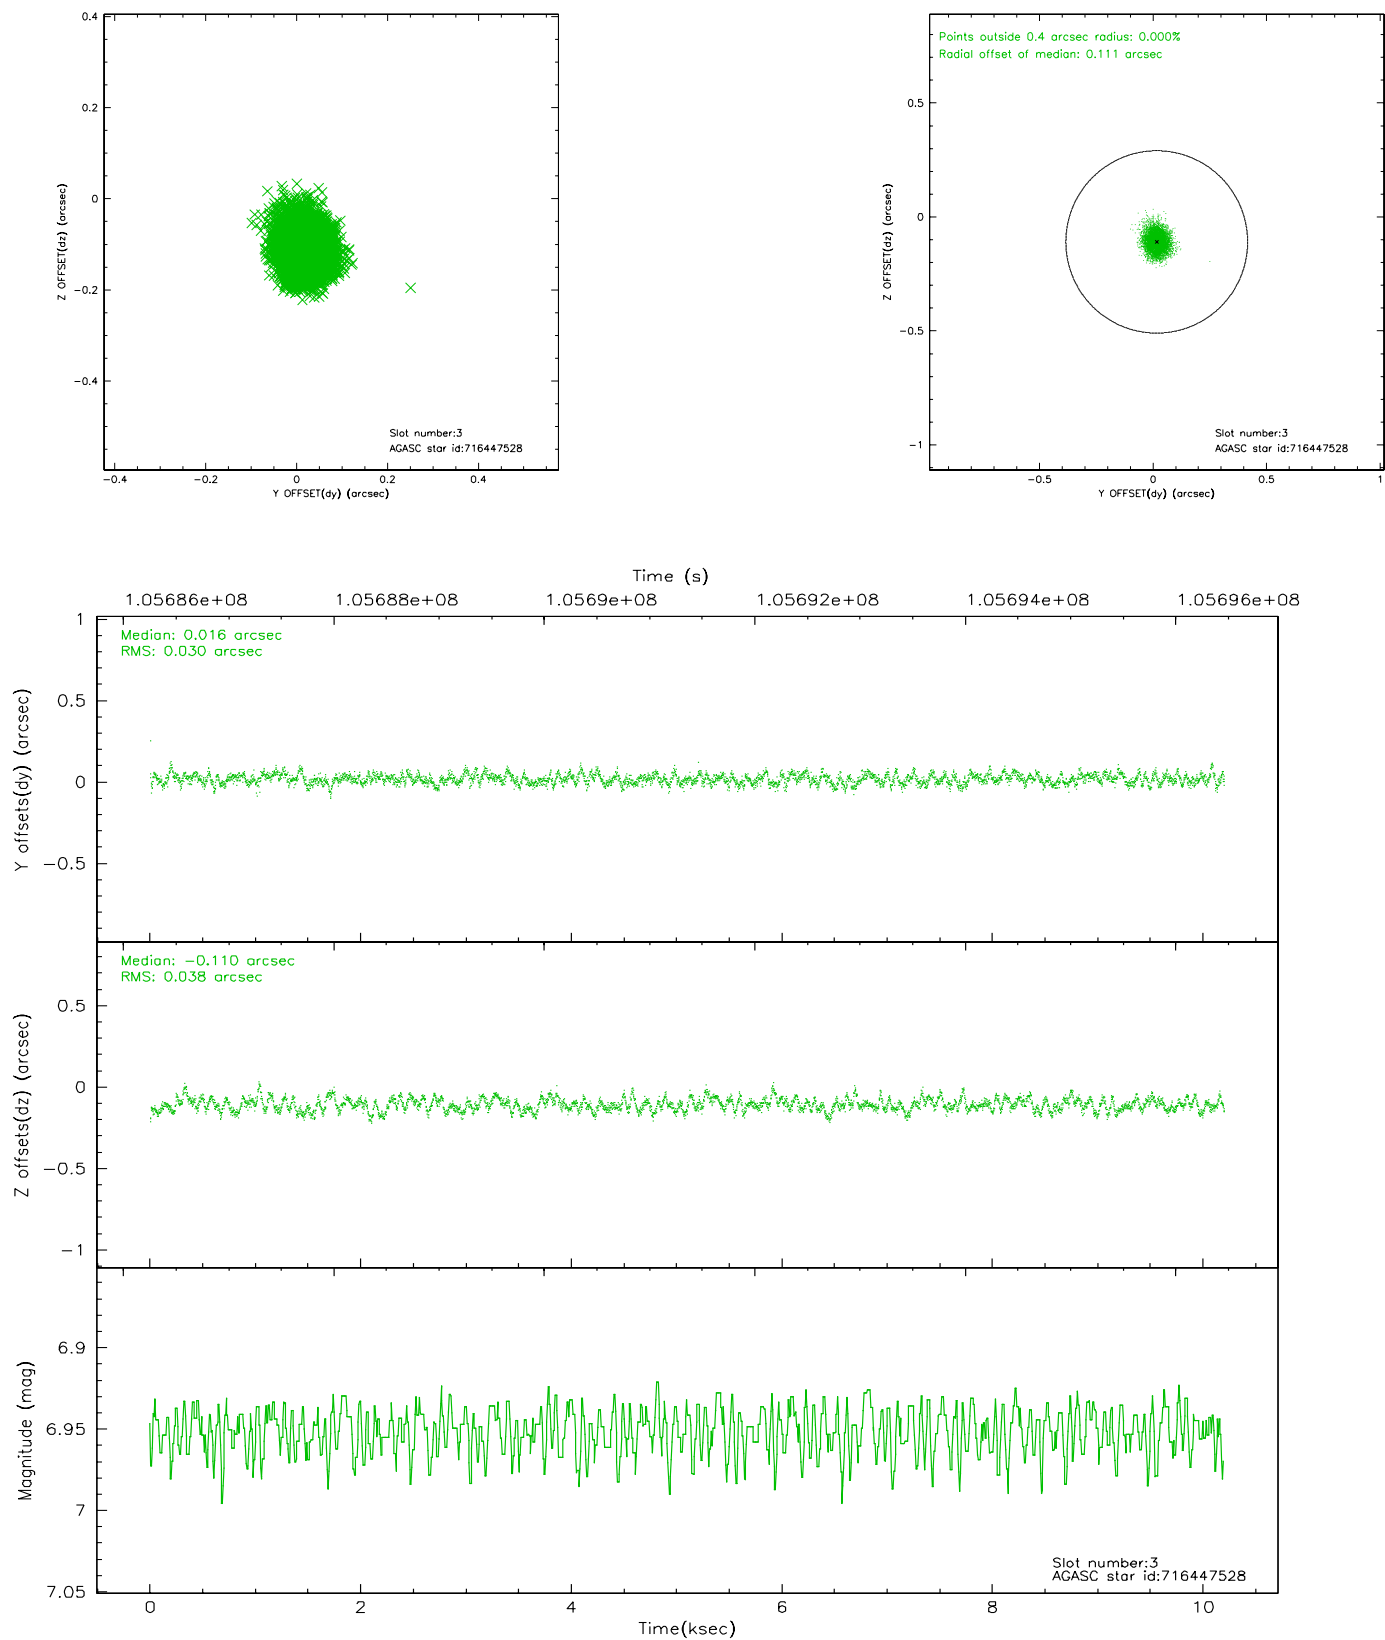 0.4
0.2
0
−0.2
−0.4
Z OFFSET(dz) (arcsec)
Slot number:3
AGASC star id:716447528
−0.4 −0.2 0 0.2 0.4
Y OFFSET(dy) (arcsec)
Points outside 0.4 arcsec radius: 0.000%
Radial offset of median: 0.111 arcsec
0.5
0
−0.5
−1
Z OFFSET(dz) (arcsec)
Slot number:3
AGASC star id:716447528
−0.5 0 0.5 1
Y OFFSET(dy) (arcsec)
Time (s)
1.05686e+08 1.05688e+08 1.0569e+08 1.05692e+08 1.05694e+08 1.05696e+08
Median: 0.016 arcsec
RMS: 0.030 arcsec
1
0.5
0
−0.5
Y offsets(dy) (arcsec)
Median: −0.110 arcsec
RMS: 0.038 arcsec
0.5
0
−0.5
−1
Z offsets(dz) (arcsec)
6.9
6.95
7
7.05
Magnitude (mag)
Slot number:3
AGASC star id:716447528
0 2 4 6 8 10
Time(ksec)